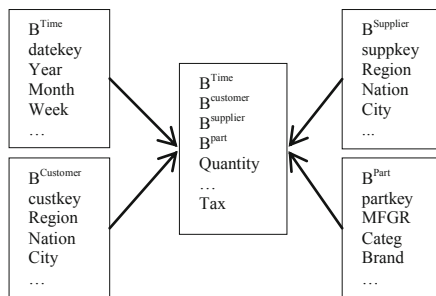 B^Time
datekey
Year
Month
Week
…
B^Customer
custkey
Region
Nation
City
…
B^Time
B^customer
B^supplier
B^part
Quantity
…
Tax
B^Supplier
suppkey
Region
Nation
City
...
B^Part
partkey
MFGR
Categ
Brand
…